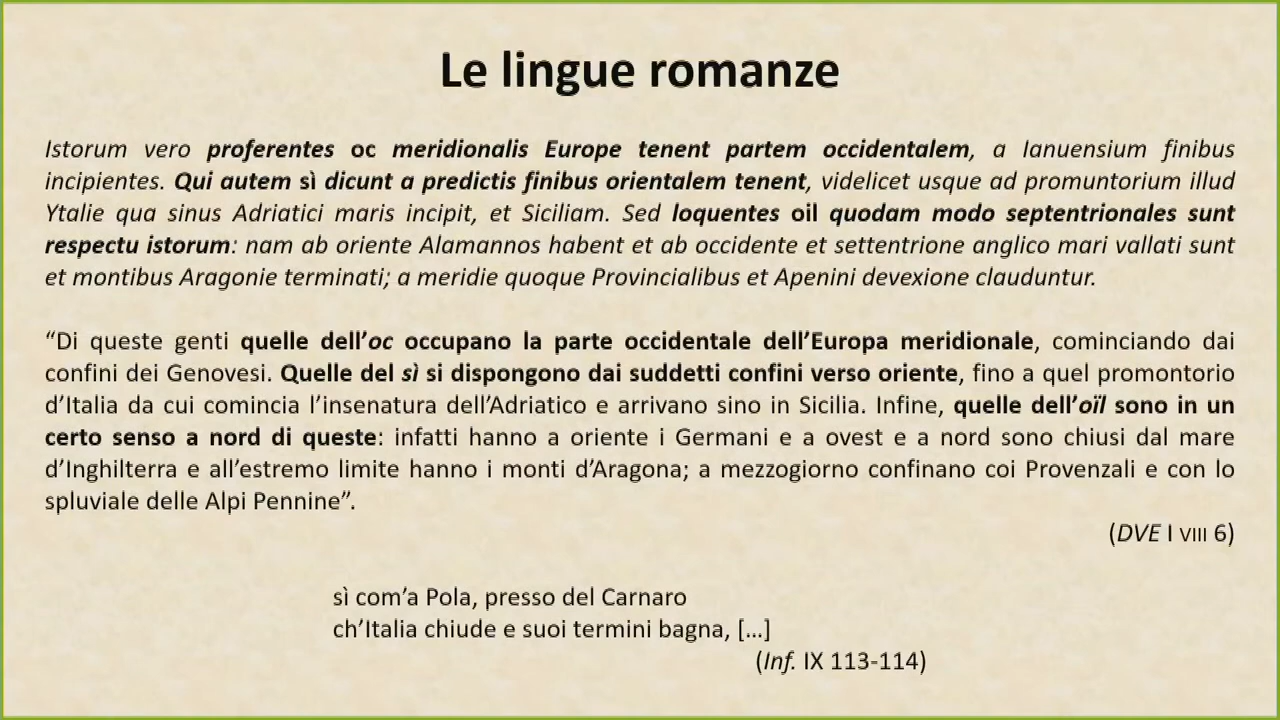 Le lingue romanze
Istorum vero proferentes oc meridionalis Europe tenent partem occidentalem, a Ianuensium finibus
incipientes. Qui autem sì dicunt a predictis finibus orientalem tenent, videlicet usque ad promuntorium illud
Ytalie qua sinus Adriatici maris incipit, et Siciliam. Sed loquentes oil quodam modo septentrionales sunt
respectu istorum: nam ab oriente Alamannos habent et ab occidente et settentrione anglico mari vallati sunt
et montibus Aragonie terminati; a meridie quoque Provincialibus et Apenini devexione clauduntur.
“Di queste genti quelle dell’oc occupano la parte occidentale dell’Europa meridionale, cominciando dai
confini dei Genovesi. Quelle del sì si dispongono dai suddetti confini verso oriente, fino a quel promontorio
d’Italia da cui comincia l’insenatura dell’Adriatico e arrivano sino in Sicilia. Infine, quelle dell’oïl sono in un
certo senso a nord di queste: infatti hanno a oriente i Germani e a ovest e a nord sono chiusi dal mare
d’Inghilterra e all’estremo limite hanno i monti d’Aragona; a mezzogiorno confinano coi Provenzali e con lo
spluviale delle Alpi Pennine”.
(DVE I VIII 6)
sì com’a Pola, presso del Carnaro
ch’Italia chiude e suoi termini bagna, […]
(Inf. IX 113-114)